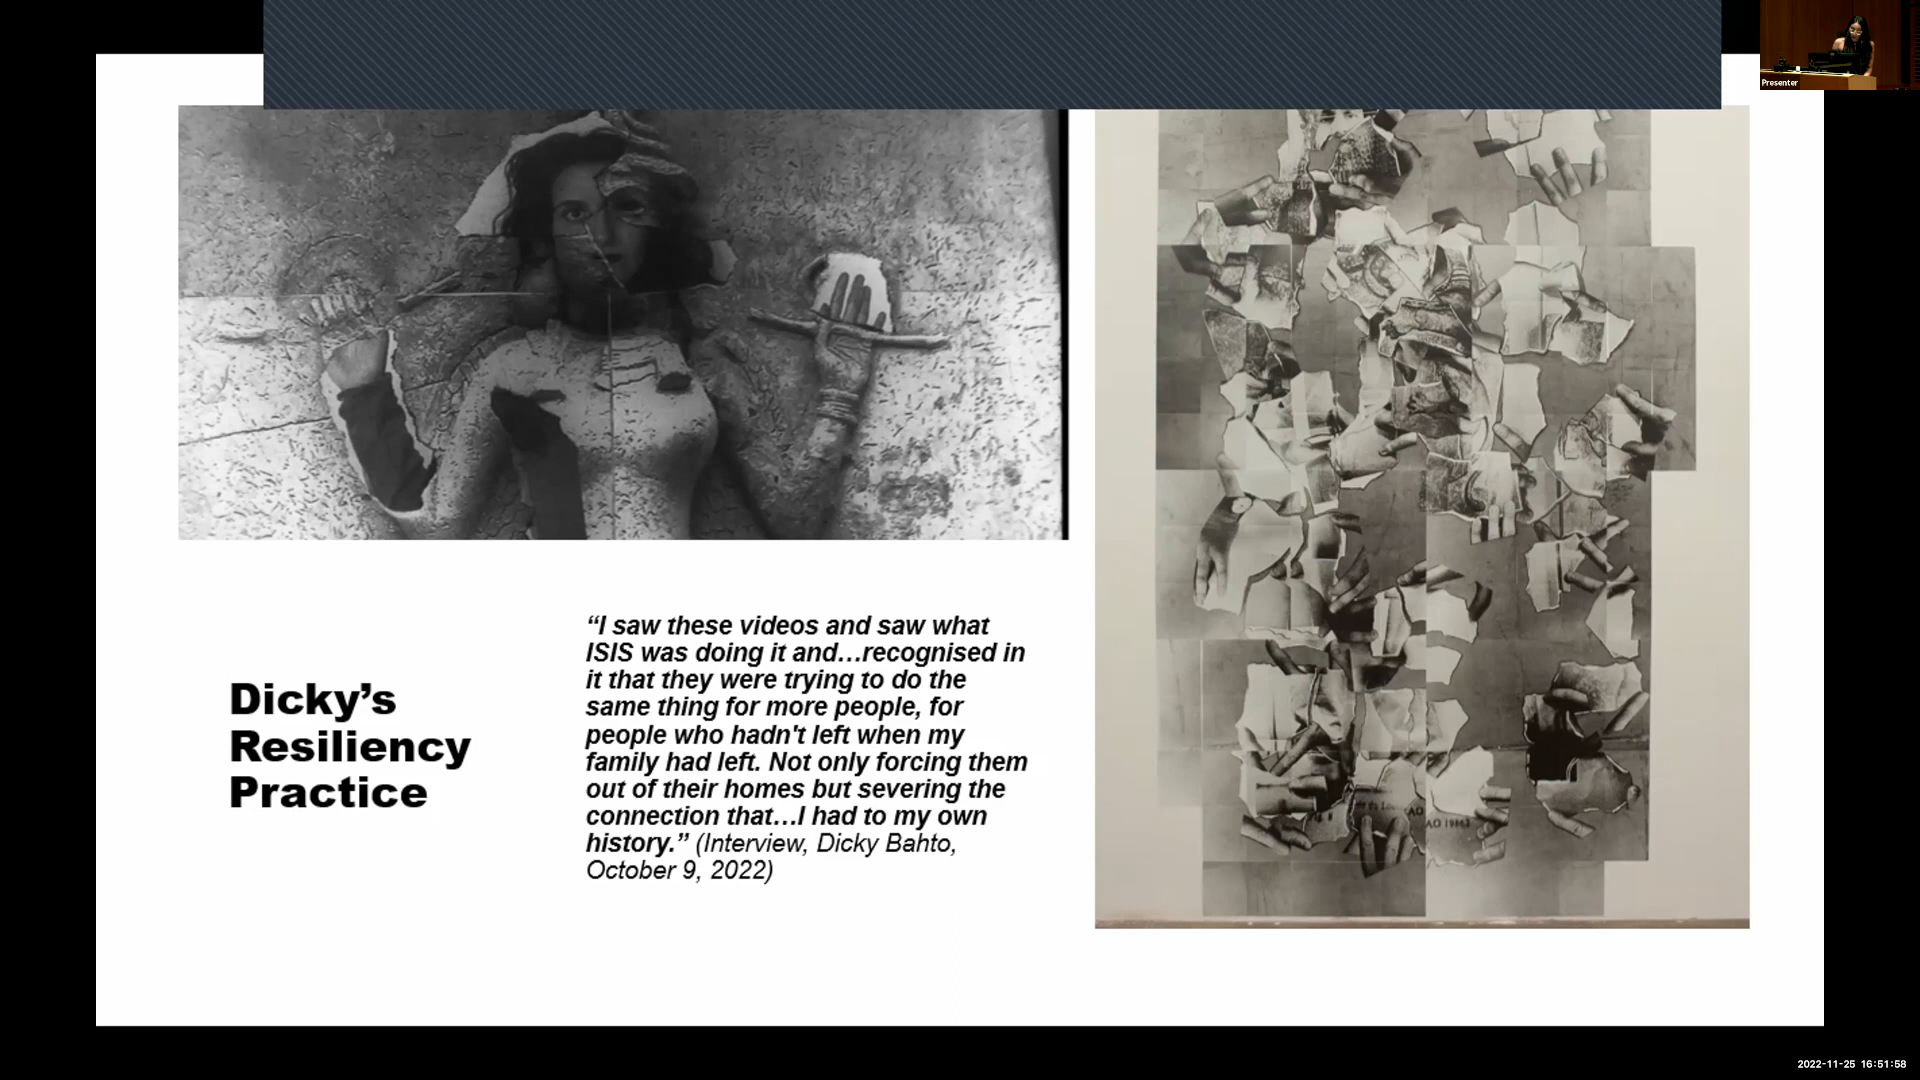 Presenter
Dicky’s
Resiliency
Practice
“I saw these videos and saw what
ISIS was doing it and…recognised in
it that they were trying to do the
same thing for more people, for
people who hadn't left when my
family had left. Not only forcing them
out of their homes but severing the
connection that…I had to my own
history.” (Interview, Dicky Bahto,
October 9, 2022)
2022-11-25 16:51:58